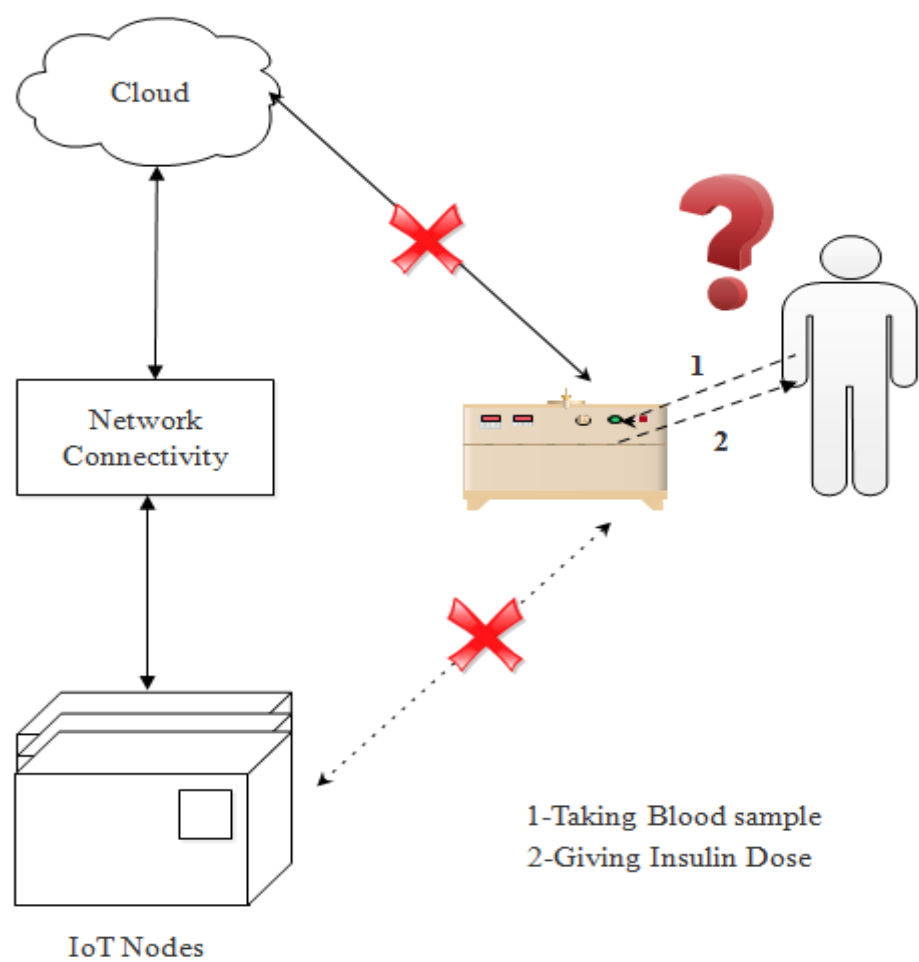 Cloud
1
Network
Connectivity
2
1-Taking Blood sample
2-Giving Insulin Dose
IoT Nodes